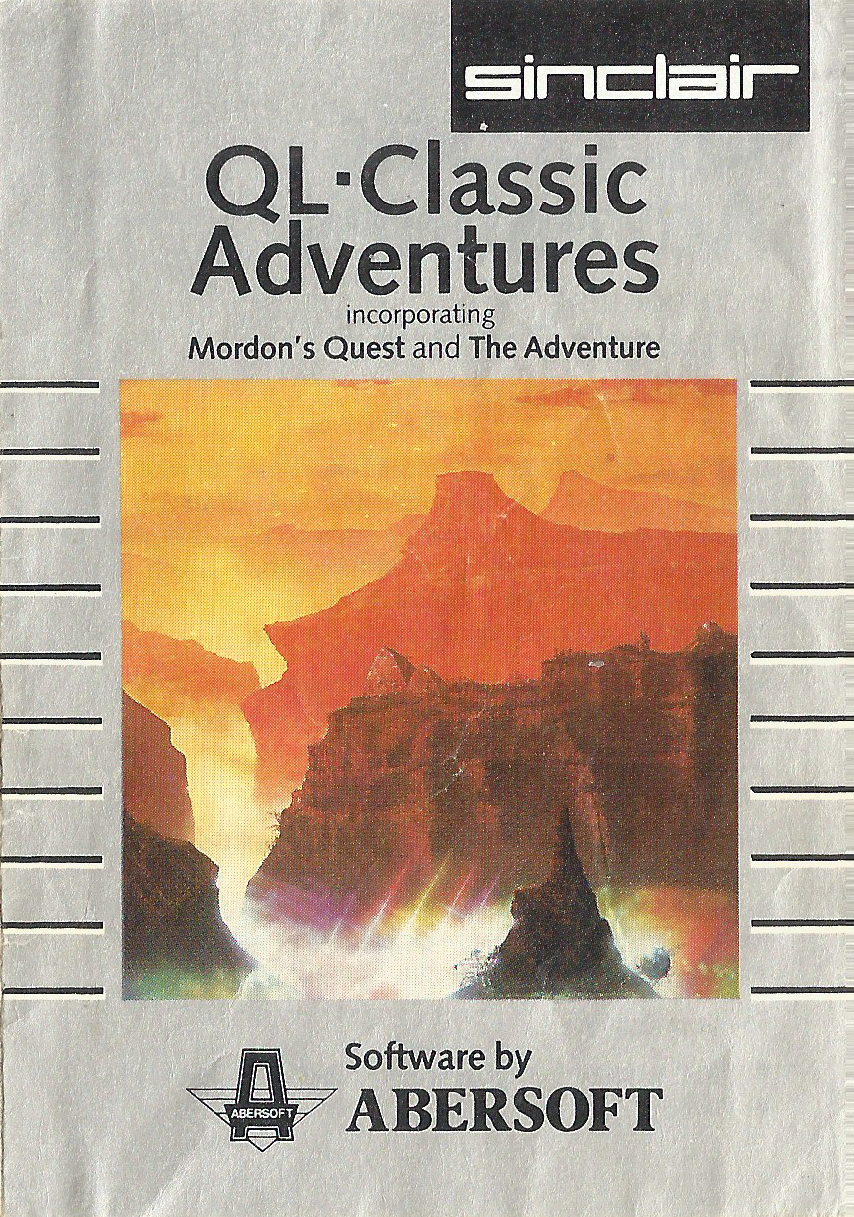 sinclair
QL·Classic
Adventures
incorporating
Mordon's Quest and The Adventure
Software by
ABERSOFT
A
ABERSOFT